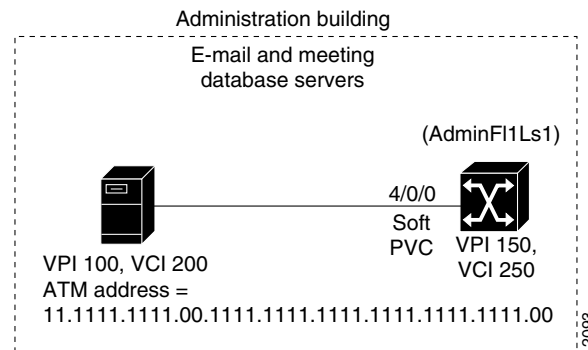 Administration building
E-mail and meeting
database servers
(AdminFl1Ls1)
4/0/0
Soft
PVC
VPI 150,
VCI 250
VPI 100, VCI 200
ATM address =
11.1111.1111.00.1111.1111.1111.1111.1111.1111.00